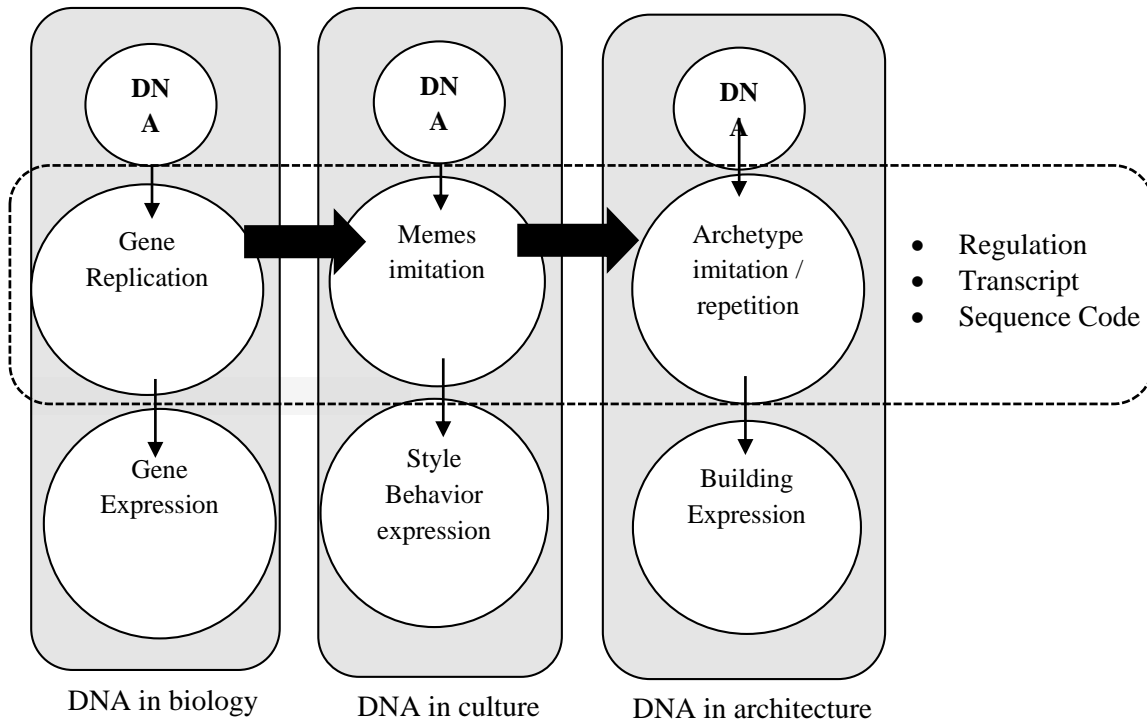 DN
A
DN
A
DN
A
Gene
Replication
Memes
imitation
Archetype
imitation /
repetition
• Regulation
• Transcript
• Sequence Code
Gene
Expression
Style
Behavior
expression
Building
Expression
DNA in biology
DNA in culture
DNA in architecture